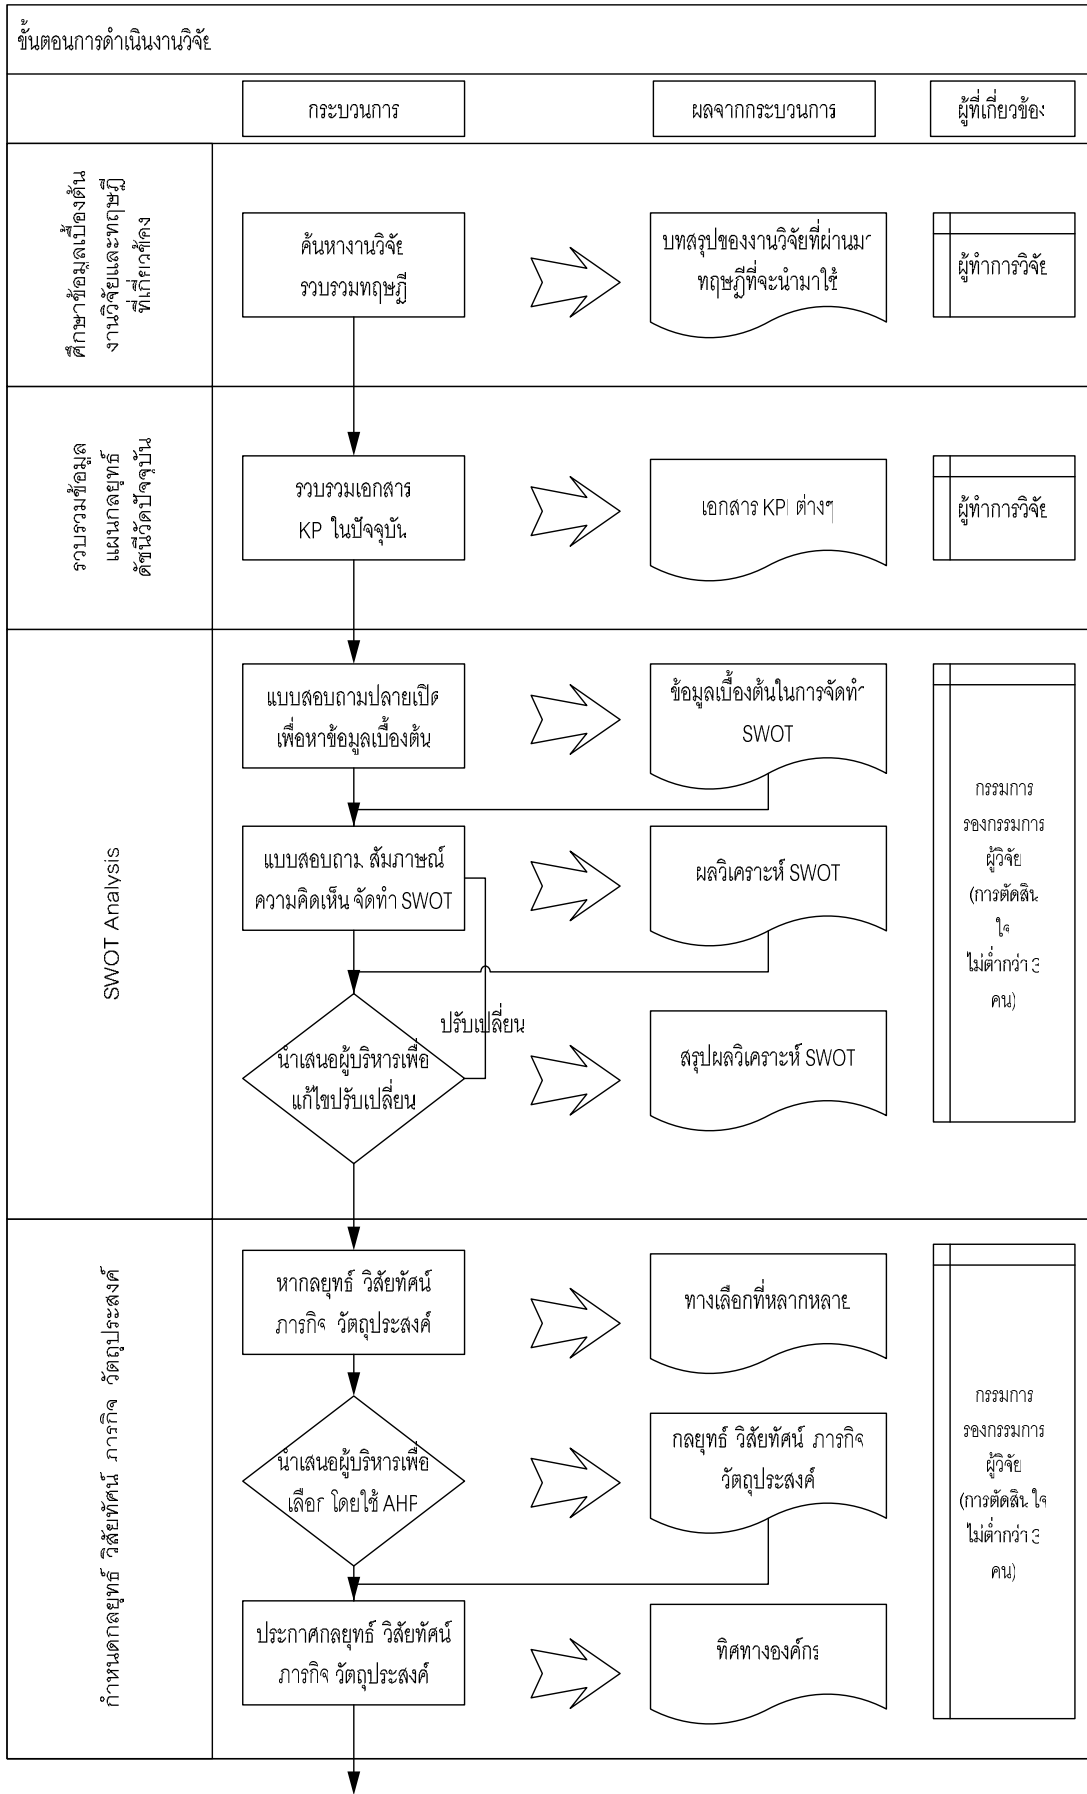 ขั้นตอนการดำเนินงานวิจัย
กระบวนการ
ผลจากกระบวนการ
ผู้ที่เกี่ยวข้อง
ศึกษาข้อมูลเบื้องต้น
งานวิจัยและทฤษฎี
ที่เกี่ยวข้อง
ค้นหางานวิจัย
รวบรวมทฤษฎี
บทสรุปของงานวิจัยที่ผ่านมา
ทฤษฎีที่จะนำมาใช้
ผู้ทำการวิจัย
รวบรวมข้อมูล
แผนกลยุทธ์
ดัชนีวัดปัจจุบัน
รวบรวมเอกสาร
KPI ในปัจจุบัน
เอกสาร KPI ต่างๆ
ผู้ทำการวิจัย
SWOT Analysis
แบบสอบถามปลายเปิด
เพื่อหาข้อมูลเบื้องต้น
ข้อมูลเบื้องต้นในการจัดทำ
SWOT
แบบสอบถาม สัมภาษณ์
ความคิดเห็น จัดทำ SWOT
ผลวิเคราะห์ SWOT
ปรับเปลี่ยน
นำเสนอผู้บริหารเพื่อ
แก้ไขปรับเปลี่ยน
สรุปผลวิเคราะห์ SWOT
กรรมการ
รองกรรมการ
ผู้วิจัย
(การตัดสิน
ใจ
ไม่ต่ำกว่า 3
คน)
กำหนดกลยุทธ์ วิสัยทัศน์ ภารกิจ วัตถุประสงค์
หากลยุทธ์ วิสัยทัศน์
ภารกิจ วัตถุประสงค์
ทางเลือกที่หลากหลาย
นำเสนอผู้บริหารเพื่อ
เลือก โดยใช้ AHP
กลยุทธ์ วิสัยทัศน์ ภารกิจ
วัตถุประสงค์
ประกาศกลยุทธ์ วิสัยทัศน์
ภารกิจ วัตถุประสงค์
ทิศทางองค์กร
กรรมการ
รองกรรมการ
ผู้วิจัย
(การตัดสิน ใจ
ไม่ต่ำกว่า 3
คน)